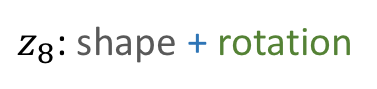 z₈: shape + rotation